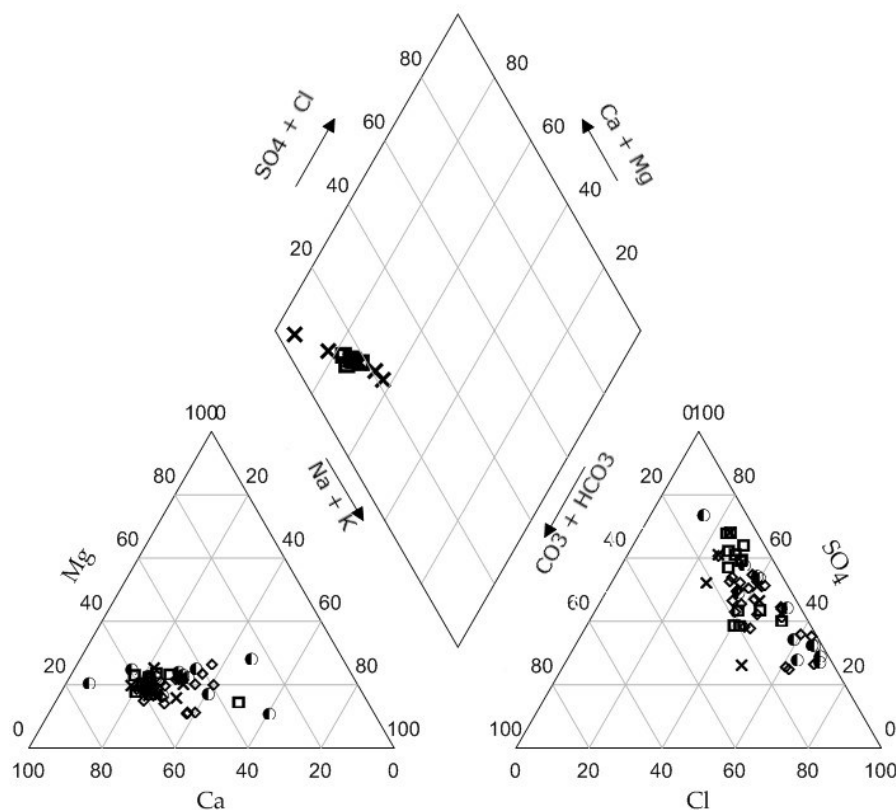 80 80
60 60
40 40
20 20
SO4 + Cl
Ca + Mg
Na + K
CO3 + HCO3
1000
80 20
60 40
40 60
20 80
0 100
100 80 60 40 20 0
Mg
Ca
0100
20 80
40 60
60 40
80 20
100 0
0 20 40 60 80 100
SO4
Cl